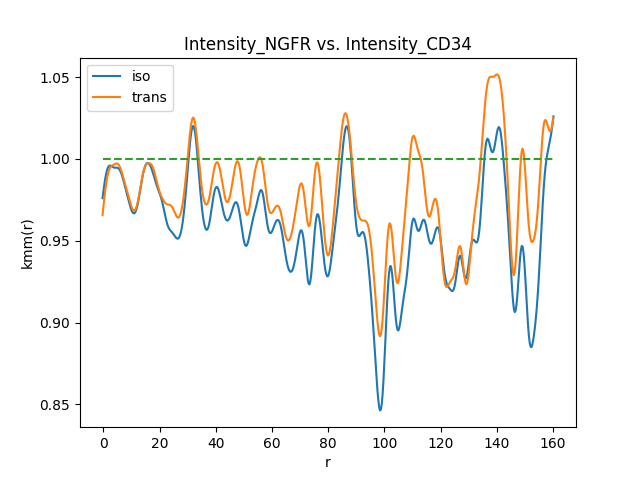 Intensity_NGFR vs. Intensity_CD34
iso
trans
1.05
1.00
0.95
0.90
0.85
kmm(r)
0 20 40 60 80 100 120 140 160
r